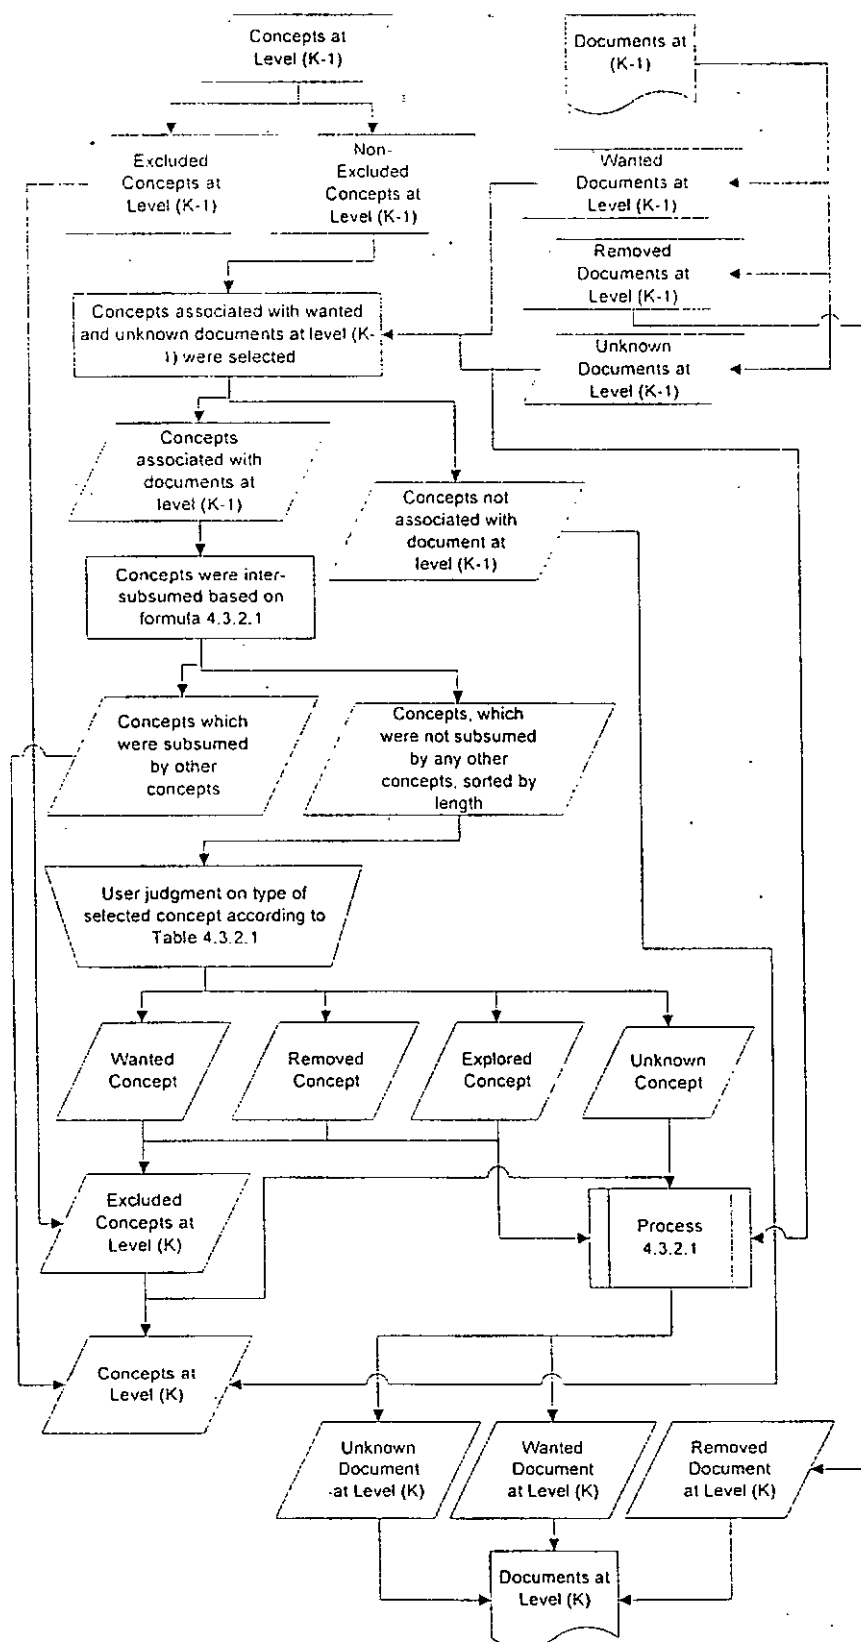 Concepts at
Level (K-1)
Documents at
(K-1)
Excluded
Concepts at
Level (K-1)
Non-
Excluded
Concepts at
Level (K-1)
Wanted
Documents at
Level (K-1)
Removed
Documents at
Level (K-1)
Unknown
Documents at
Level (K-1)
Concepts associated with wanted
and unknown documents at level (K-
1) were selected
Concepts
associated with
documents at
level (K-1)
Concepts not
associated with
document at
level (K-1)
Concepts were inter-
subsumed based on
formula 4.3.2.1
Concepts which
were subsumed
by other
concepts
Concepts, which
were not subsumed
by any other
concepts, sorted by
length
User judgment on type of
selected concept according to
Table 4.3.2.1
Wanted
Concept
Removed
Concept
Explored
Concept
Unknown
Concept
Excluded
Concepts at
Level (K)
Process
4.3.2.1
Concepts at
Level (K)
Unknown
Document
at Level (K)
Wanted
Document
at Level (K)
Removed
Document
at Level (K)
Documents at
Level (K)